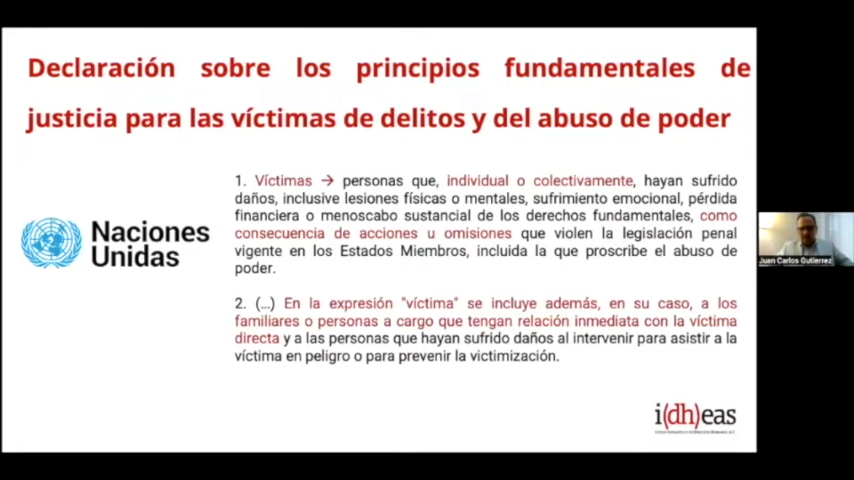 Declaración sobre los principios fundamentales de
justicia para las víctimas de delitos y del abuso de poder
1. Víctimas → personas que, individual o colectivamente, hayan sufrido
daños, inclusive lesiones físicas o mentales, sufrimiento emocional, pérdida
financiera o menoscabo sustancial de los derechos fundamentales, como
consecuencia de acciones u omisiones que violen la legislación penal
vigente en los Estados Miembros, incluida la que proscribe el abuso de
poder.
Naciones
Unidas
2. (...) En la expresión "víctima" se incluye además, en su caso, a los
familiares o personas a cargo que tengan relación inmediata con la víctima
directa y a las personas que hayan sufrido daños al intervenir para asistir a la
víctima en peligro o para prevenir la victimización.
i(dh)eas
Juan Carlos Gutierrez